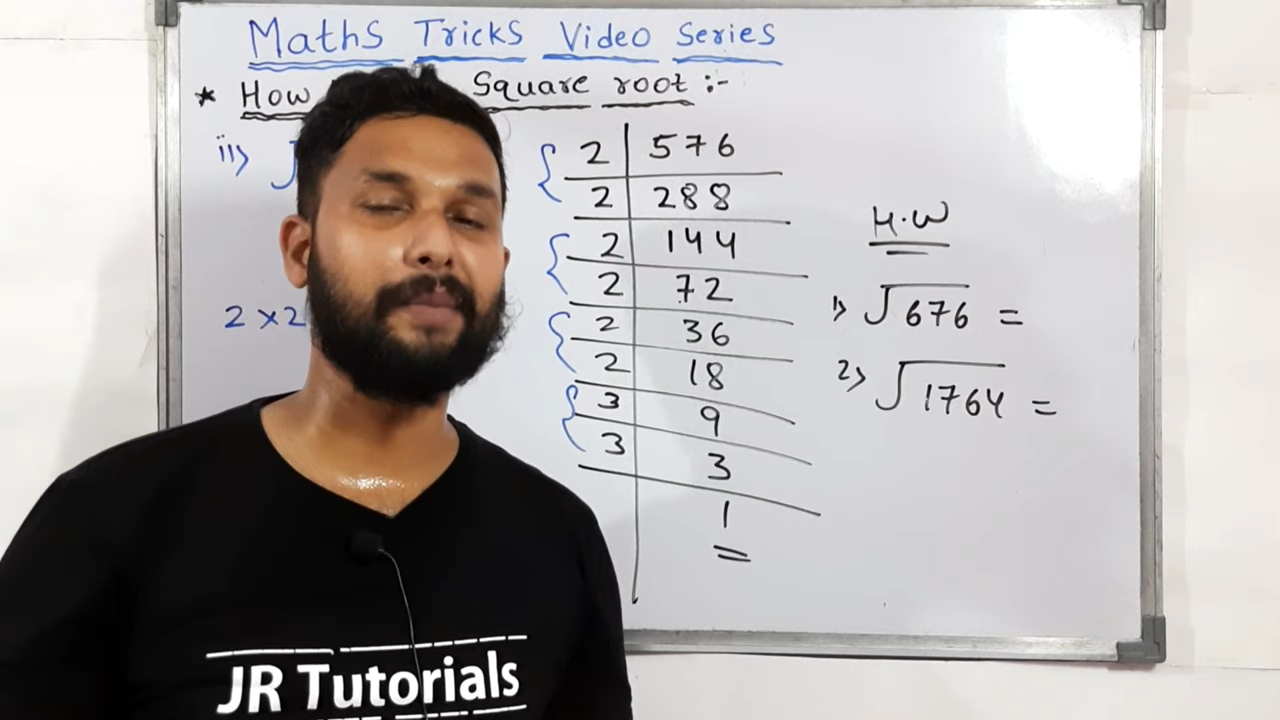 Maths Tricks Video Series
* How Square root :-
ii)
2 576
2 288
2 144
2 72
2 36
2 18
3 9
3 3
1
2 × 2
H.W
1) √676 =
2) √1764 =
JR Tutorials